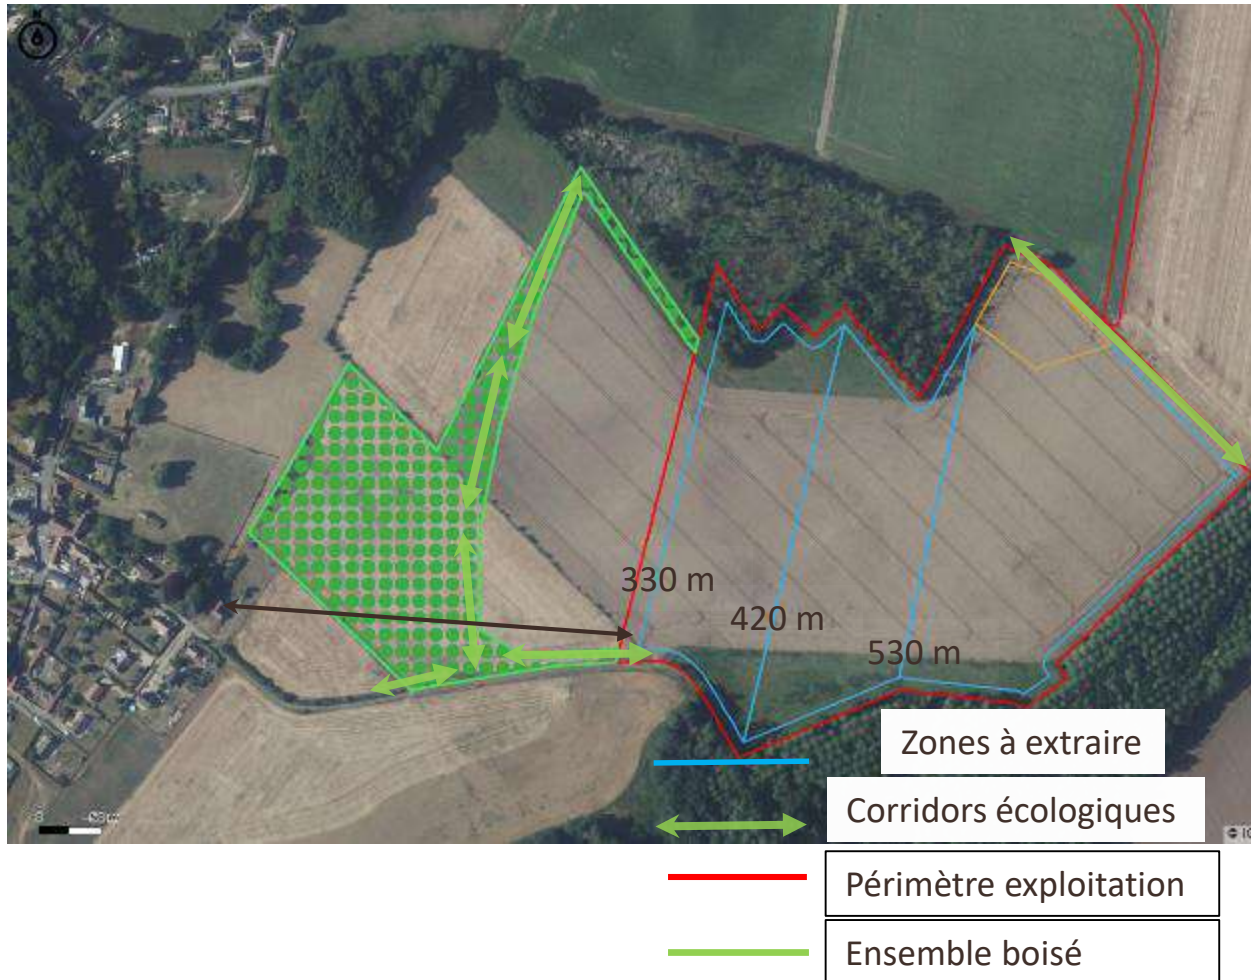 N
330 m
420 m
530 m
Zones à extraire
Corridors écologiques
Périmètre exploitation
Ensemble boisé